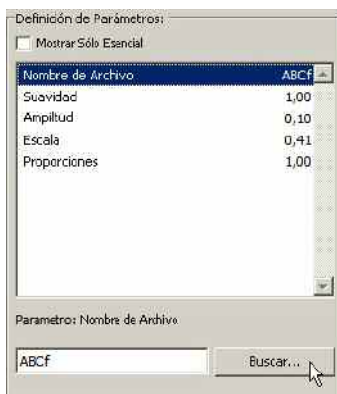 Definición de Parámetros:
Mostrar Sólo Esencial
Nombre de Archivo ABCf
Suavidad 1,00
Ampiltud 0,10
Escala 0,41
Proporciones 1,00
Parametro: Nombre de Archivo
ABCf Buscar...